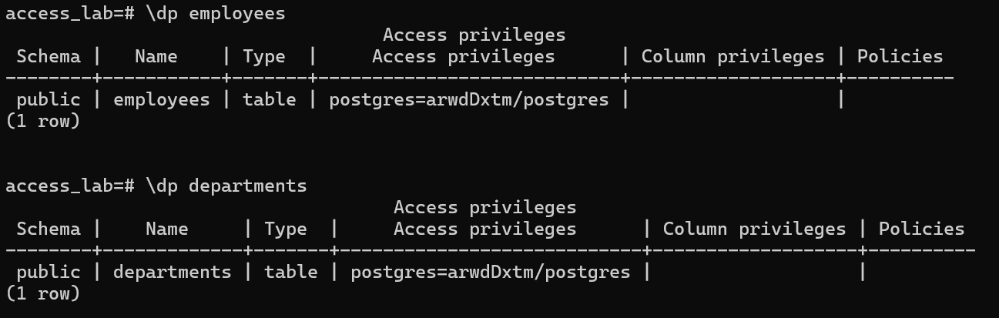 access_lab=# \dp employees
                                   Access privileges
 Schema |   Name    | Type  |     Access privileges      | Column privileges | Policies
--------+-----------+-------+----------------------------+-------------------+----------
 public | employees | table | postgres=arwdDxtm/postgres |                   |
(1 row)

access_lab=# \dp departments
                                    Access privileges
 Schema |    Name     | Type  |     Access privileges      | Column privileges | Policies
--------+-------------+-------+----------------------------+-------------------+----------
 public | departments | table | postgres=arwdDxtm/postgres |                   |
(1 row)